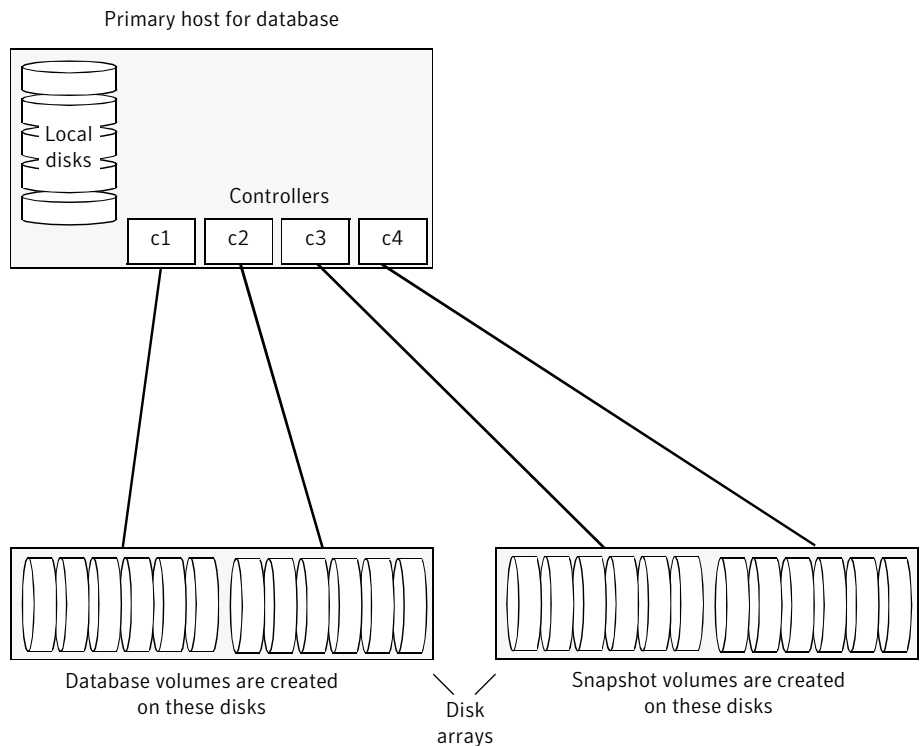 Primary host for database
Local
disks
Controllers
c1
c2
c3
c4
Database volumes are created
on these disks
Snapshot volumes are created
on these disks
Disk
arrays